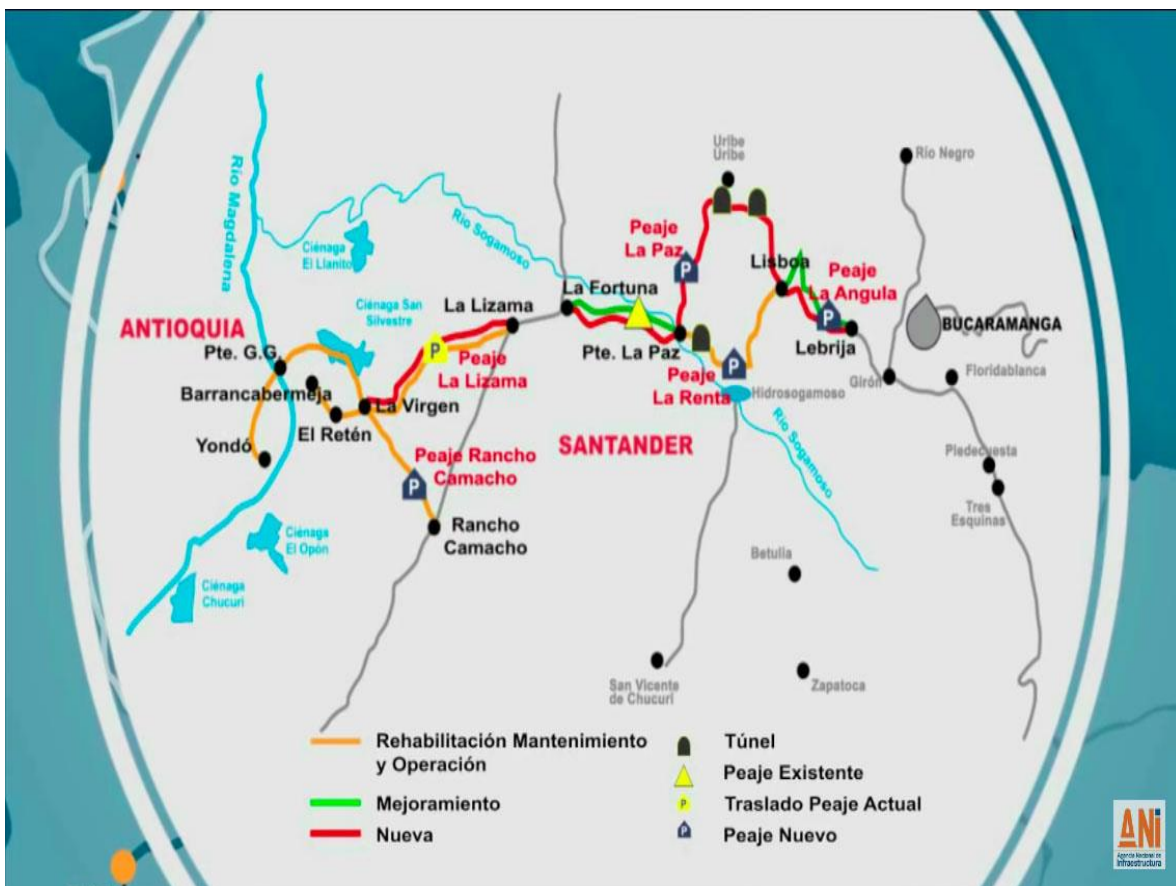 Uribe
Uribe
Río Negro
Río Magdalena
Ciénaga
El Llanito
Río Sogamoso
Peaje
La Paz
Lisboa
Peaje
La Angula
La Fortuna
La Lizama
ANTIOQUIA
Ciénaga San
Silvestre
BUCARAMANGA
Pte. G.G.
Peaje
La Lizama
Pte. La Paz
Lebrija
Peaje
La Renta
Hidrosogamoso
Girón
Floridablanca
Barrancabermeja
La Virgen
El Retén
Yondó
SANTANDER
Río Sogamoso
Peaje Rancho
Camacho
P
P
P
P
P
Piedecuesta
Tres
Esquinas
Rancho
Camacho
Ciénaga
El Opón
Betulia
Ciénaga
Chucurí
San Vicente
de Chucurí
Zapatoca
Rehabilitación Mantenimiento
y Operación
Mejoramiento
Nueva
Túnel
Peaje Existente
P
Traslado Peaje Actual
P
Peaje Nuevo
ANi
Agencia Nacional de
Infraestructura